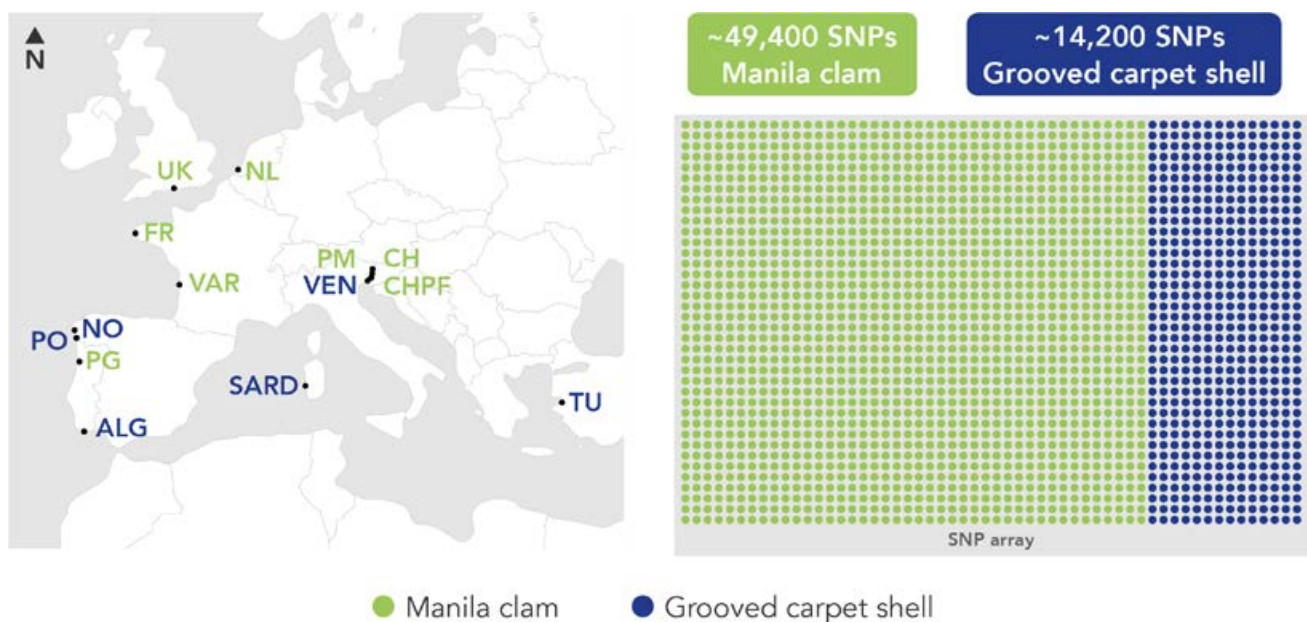 N
UK
NL
FR
VAR
PM
CH
VEN
CHPF
NO
PO
PG
SARD
TU
ALG
~49,400 SNPs
Manila clam
~14,200 SNPs
Grooved carpet shell
SNP array
Manila clam
Grooved carpet shell